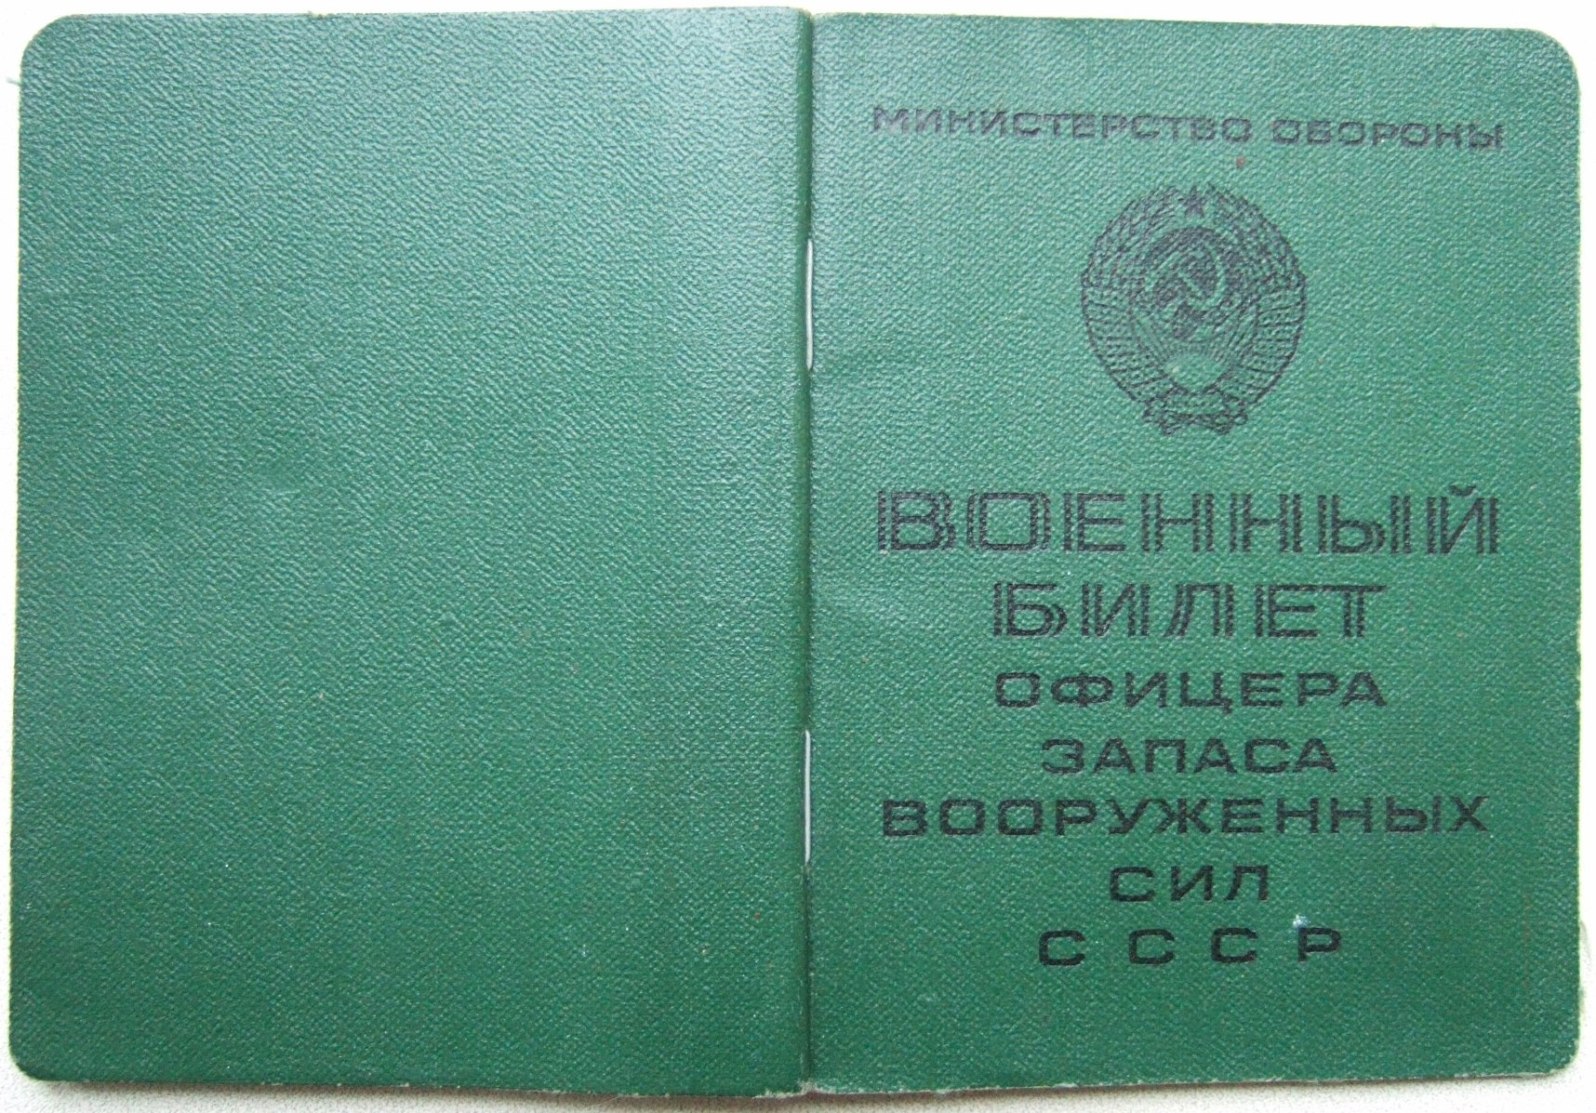 МИНИСТЕРСТВО ОБОРОНЫ
ВОЕННЫЙ
БИЛЕТ
ОФИЦЕРА
ЗАПАСА
ВООРУЖЕННЫХ
СИЛ
СССР